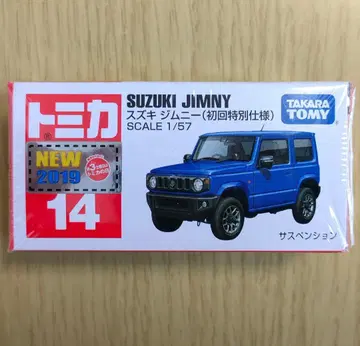 トミカ
NEW
2019
14
SUZUKI JIMNY
スズキ ジムニー(初回特別仕様)
SCALE 1/57
TAKARA
TOMY
サスペンション